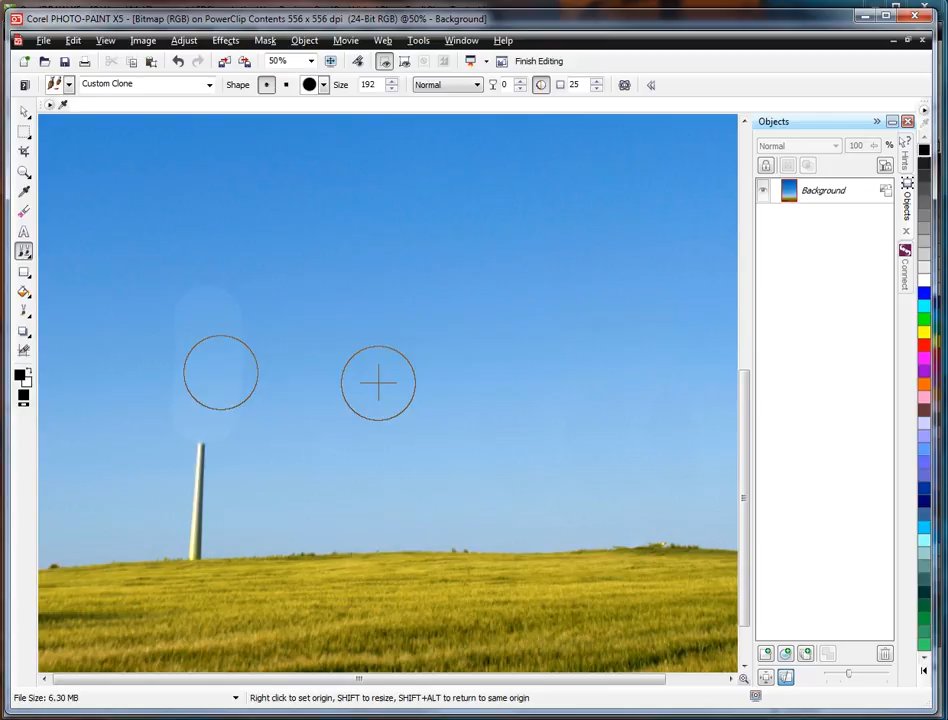 Corel PHOTO-PAINT X5 - [Bitmap (RGB) on PowerClip Contents 556 x 556 dpi (24-Bit RGB) @50% - Background]
File Edit View Image Adjust Effects Mask Object Movie Web Tools Window Help
50% Finish Editing
Custom Clone Shape Size 192 Normal 0 25
Objects
Normal 100 %
Background
Hints
Objects
Connect
File Size: 6.30 MB Right click to set origin, SHIFT to resize, SHIFT+ALT to return to same origin